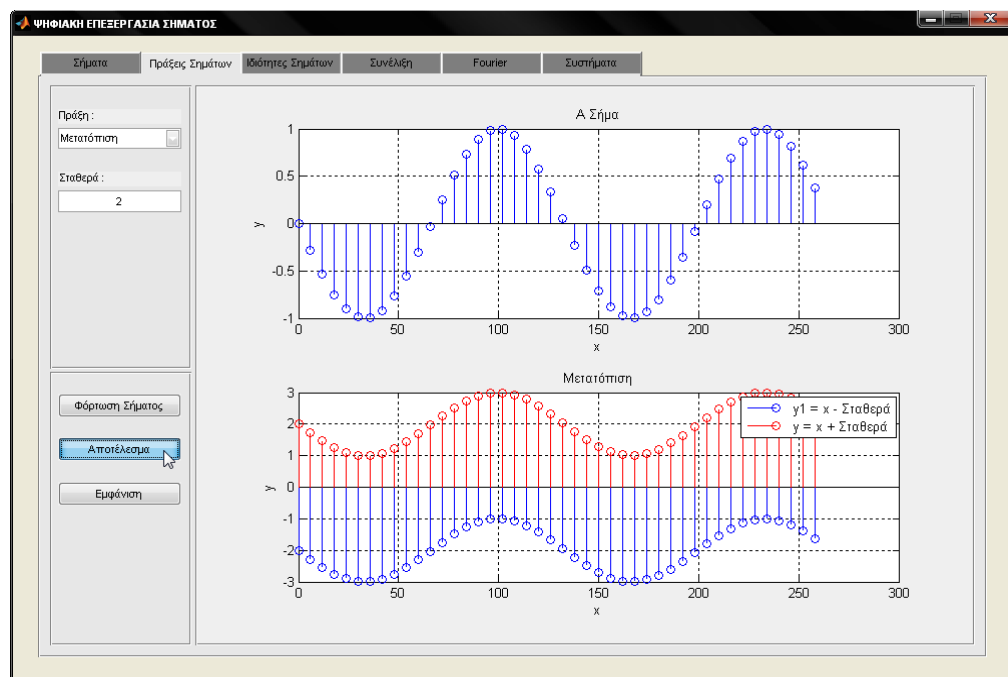 ΨΗΦΙΑΚΗ ΕΠΕΞΕΡΓΑΣΙΑ ΣΗΜΑΤΟΣ
Σήματα Πράξεις Σημάτων Ιδιότητες Σημάτων Συνέλιξη Fourier Συστήματα
Πράξη :
Μετατόπιση
Σταθερά :
2
Φόρτωση Σήματος
Αποτέλεσμα
Εμφάνιση
Α Σήμα
1
0.5
0
-0.5
-1
y
0 50 100 150 200 250 300
x
Μετατόπιση
3
2
1
0
-1
-2
-3
y
y1 = x - Σταθερά
y = x + Σταθερά
0 50 100 150 200 250 300
x